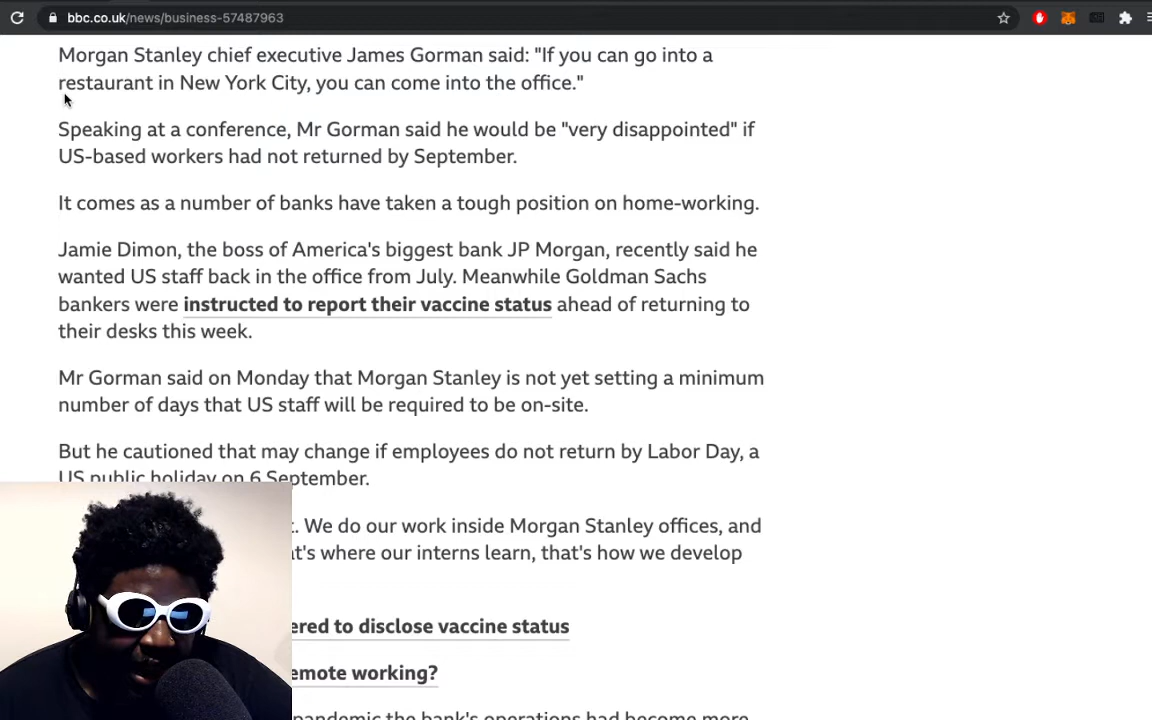 bbc.co.uk/news/business-57487963
Morgan Stanley chief executive James Gorman said: "If you can go into a
restaurant in New York City, you can come into the office."
Speaking at a conference, Mr Gorman said he would be "very disappointed" if
US-based workers had not returned by September.
It comes as a number of banks have taken a tough position on home-working.
Jamie Dimon, the boss of America's biggest bank JP Morgan, recently said he
wanted US staff back in the office from July. Meanwhile Goldman Sachs
bankers were instructed to report their vaccine status ahead of returning to
their desks this week.
Mr Gorman said on Monday that Morgan Stanley is not yet setting a minimum
number of days that US staff will be required to be on-site.
But he cautioned that may change if employees do not return by Labor Day, a
US public holiday on 6 September.
. We do our work inside Morgan Stanley offices, and
at's where our interns learn, that's how we develop
ered to disclose vaccine status
emote working?
pandemic the bank's operations had become more